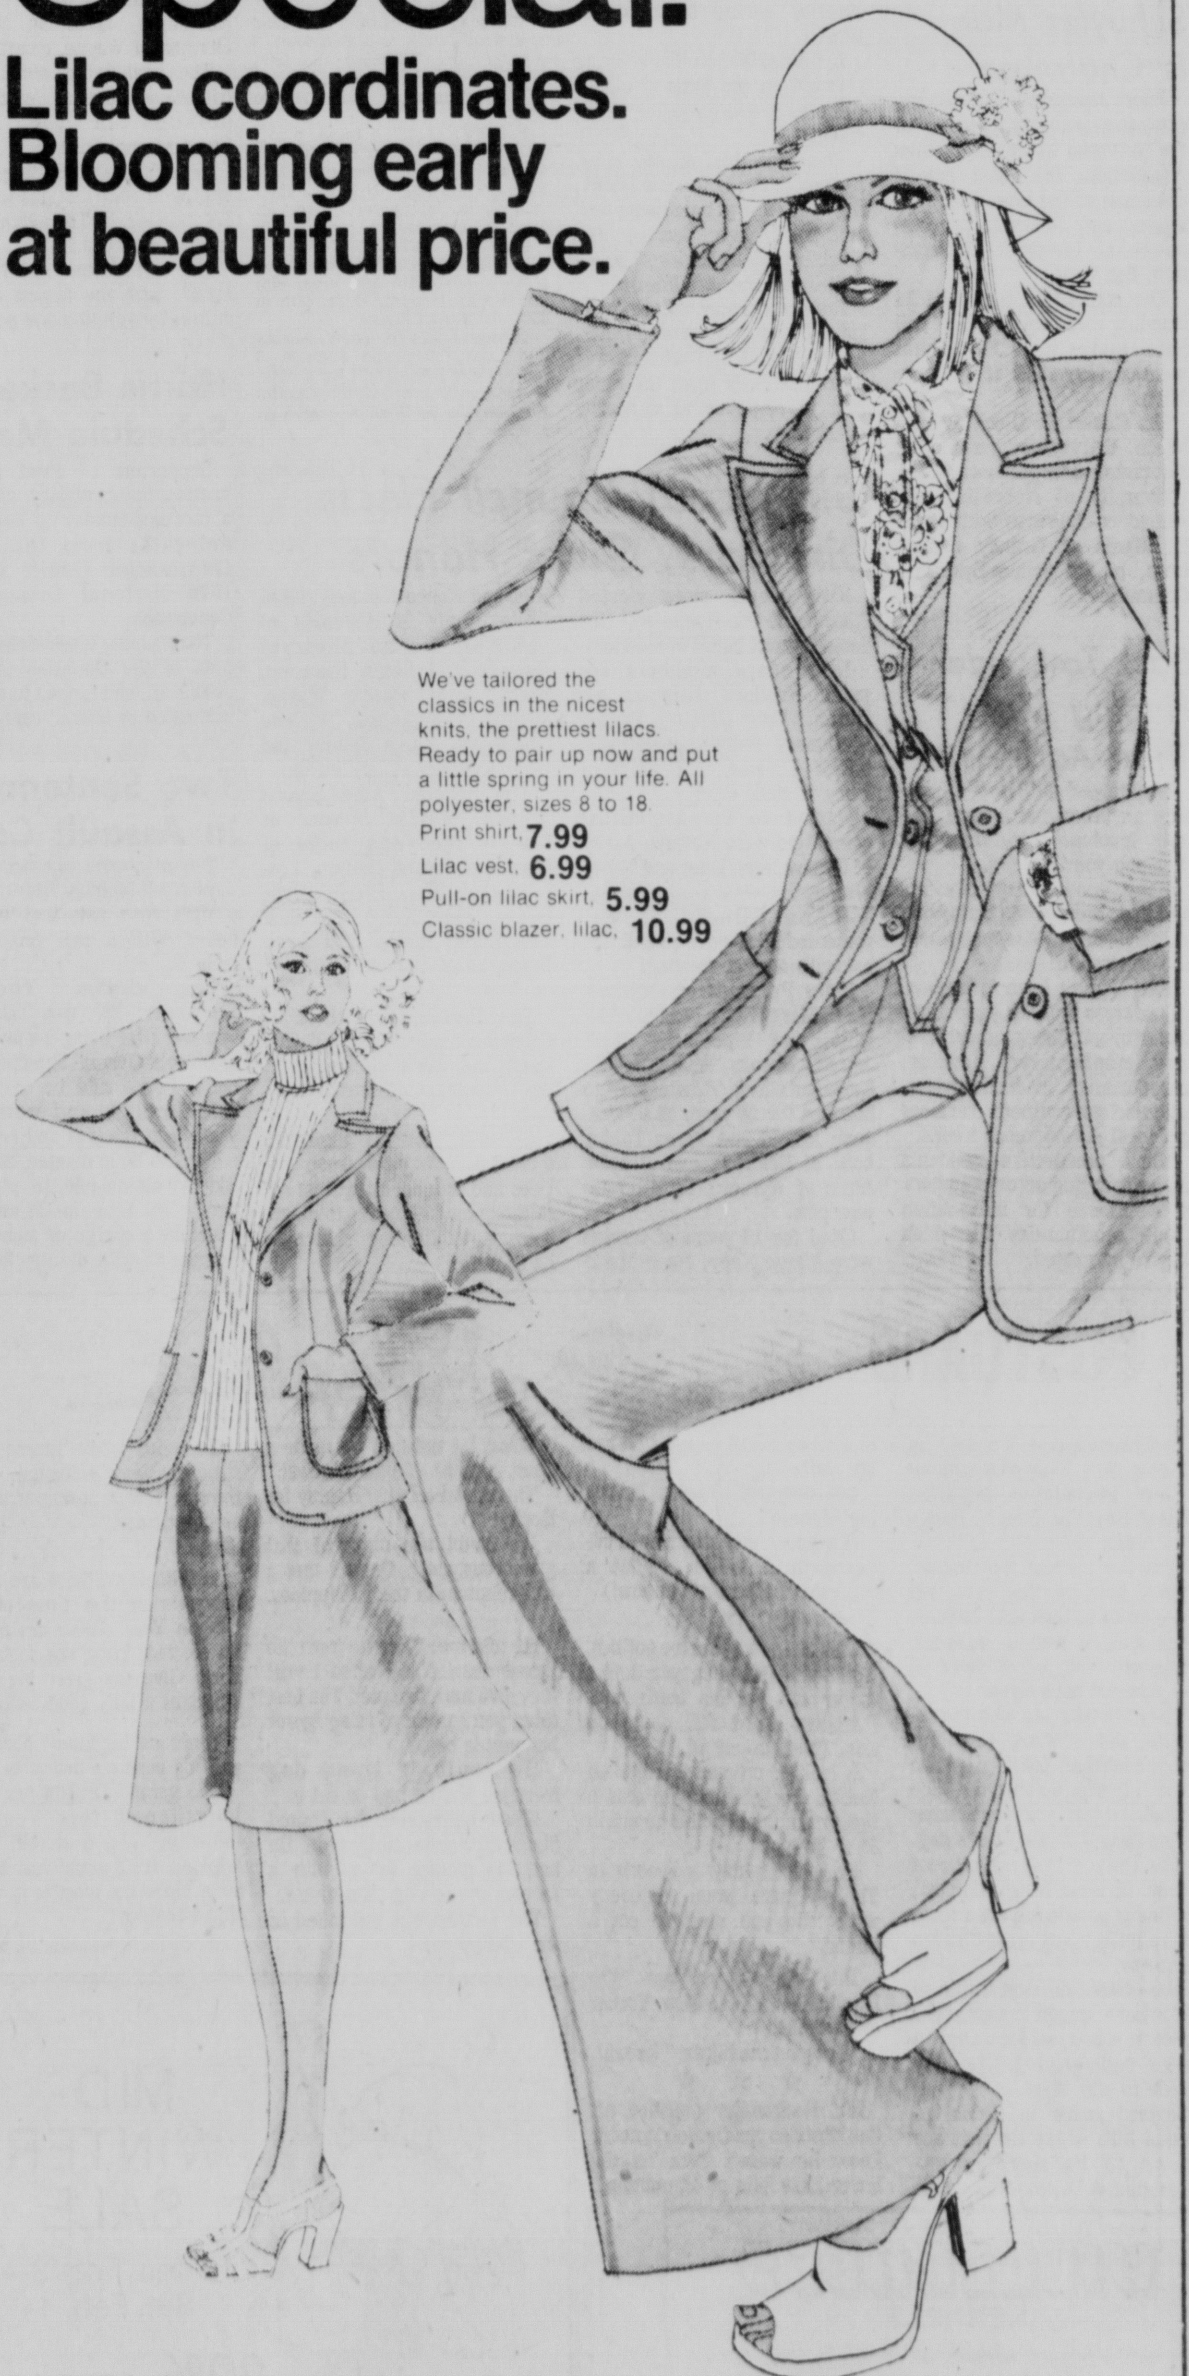 Special.
Lilac coordinates.
Blooming early
at beautiful price.
We've tailored the
classics in the nicest
knits, the prettiest lilacs.
Ready to pair up now and put
a little spring in your life. All
polyester, sizes 8 to 18.
Print shirt, 7.99
Lilac vest, 6.99
Pull-on lilac skirt, 5.99
Classic blazer, lilac, 10.99